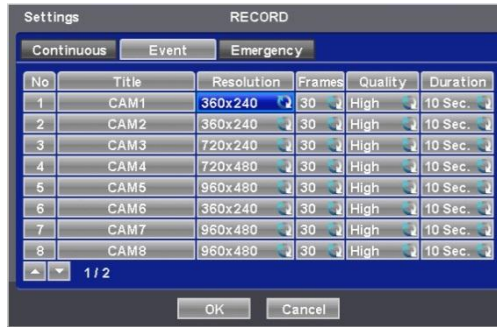 Settings RECORD
Continuous Event Emergency
No Title Resolution Frames Quality Duration
1 CAM1 360x240 30 High 10 Sec.
2 CAM2 360x240 30 High 10 Sec.
3 CAM3 720x240 30 High 10 Sec.
4 CAM4 720x480 30 High 10 Sec.
5 CAM5 960x480 30 High 10 Sec.
6 CAM6 360x240 30 High 10 Sec.
7 CAM7 960x480 30 High 10 Sec.
8 CAM8 960x480 30 High 10 Sec.
1 / 2
OK Cancel